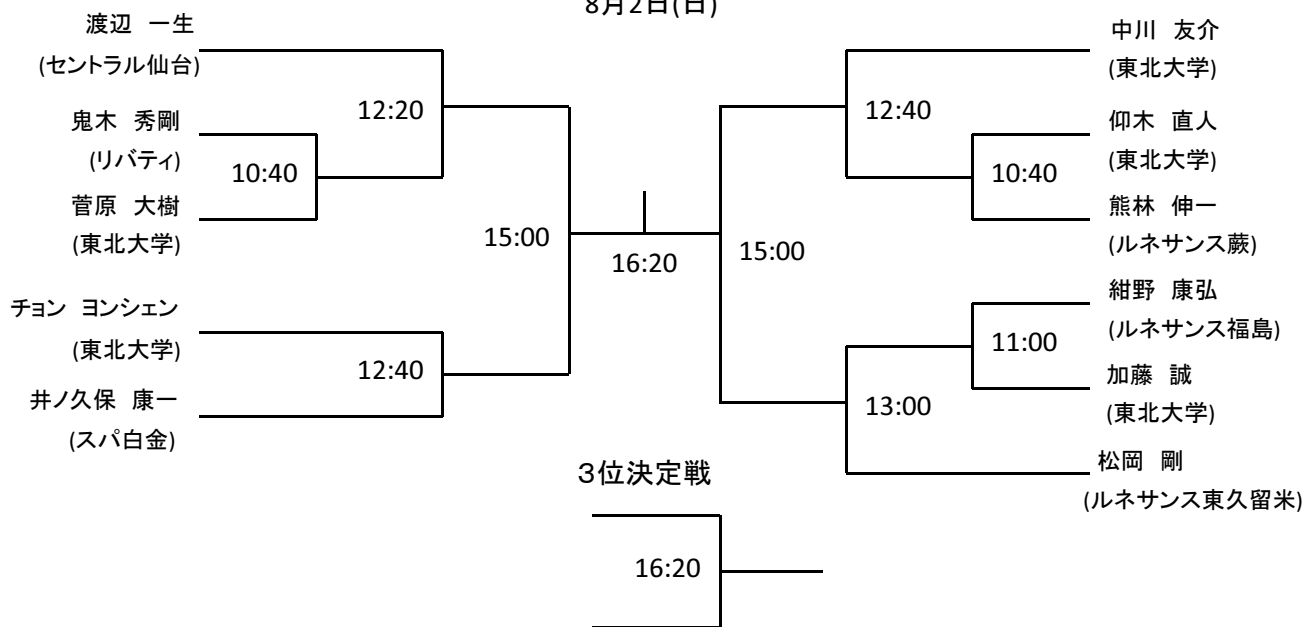 8月2日(日)
渡辺　一生
(セントラル仙台)
12:20
鬼木　秀剛
(リバティ)
10:40
菅原　大樹
(東北大学)
15:00
チョン　ヨンシェン
(東北大学)
12:40
井ノ久保　康一
(スパ白金)
16:20
中川　友介
(東北大学)
12:40
仰木　直人
(東北大学)
10:40
熊林　伸一
(ルネサンス蕨)
15:00
紺野　康弘
(ルネサンス福島)
11:00
加藤　誠
(東北大学)
13:00
松岡　剛
(ルネサンス東久留米)
３位決定戦
16:20